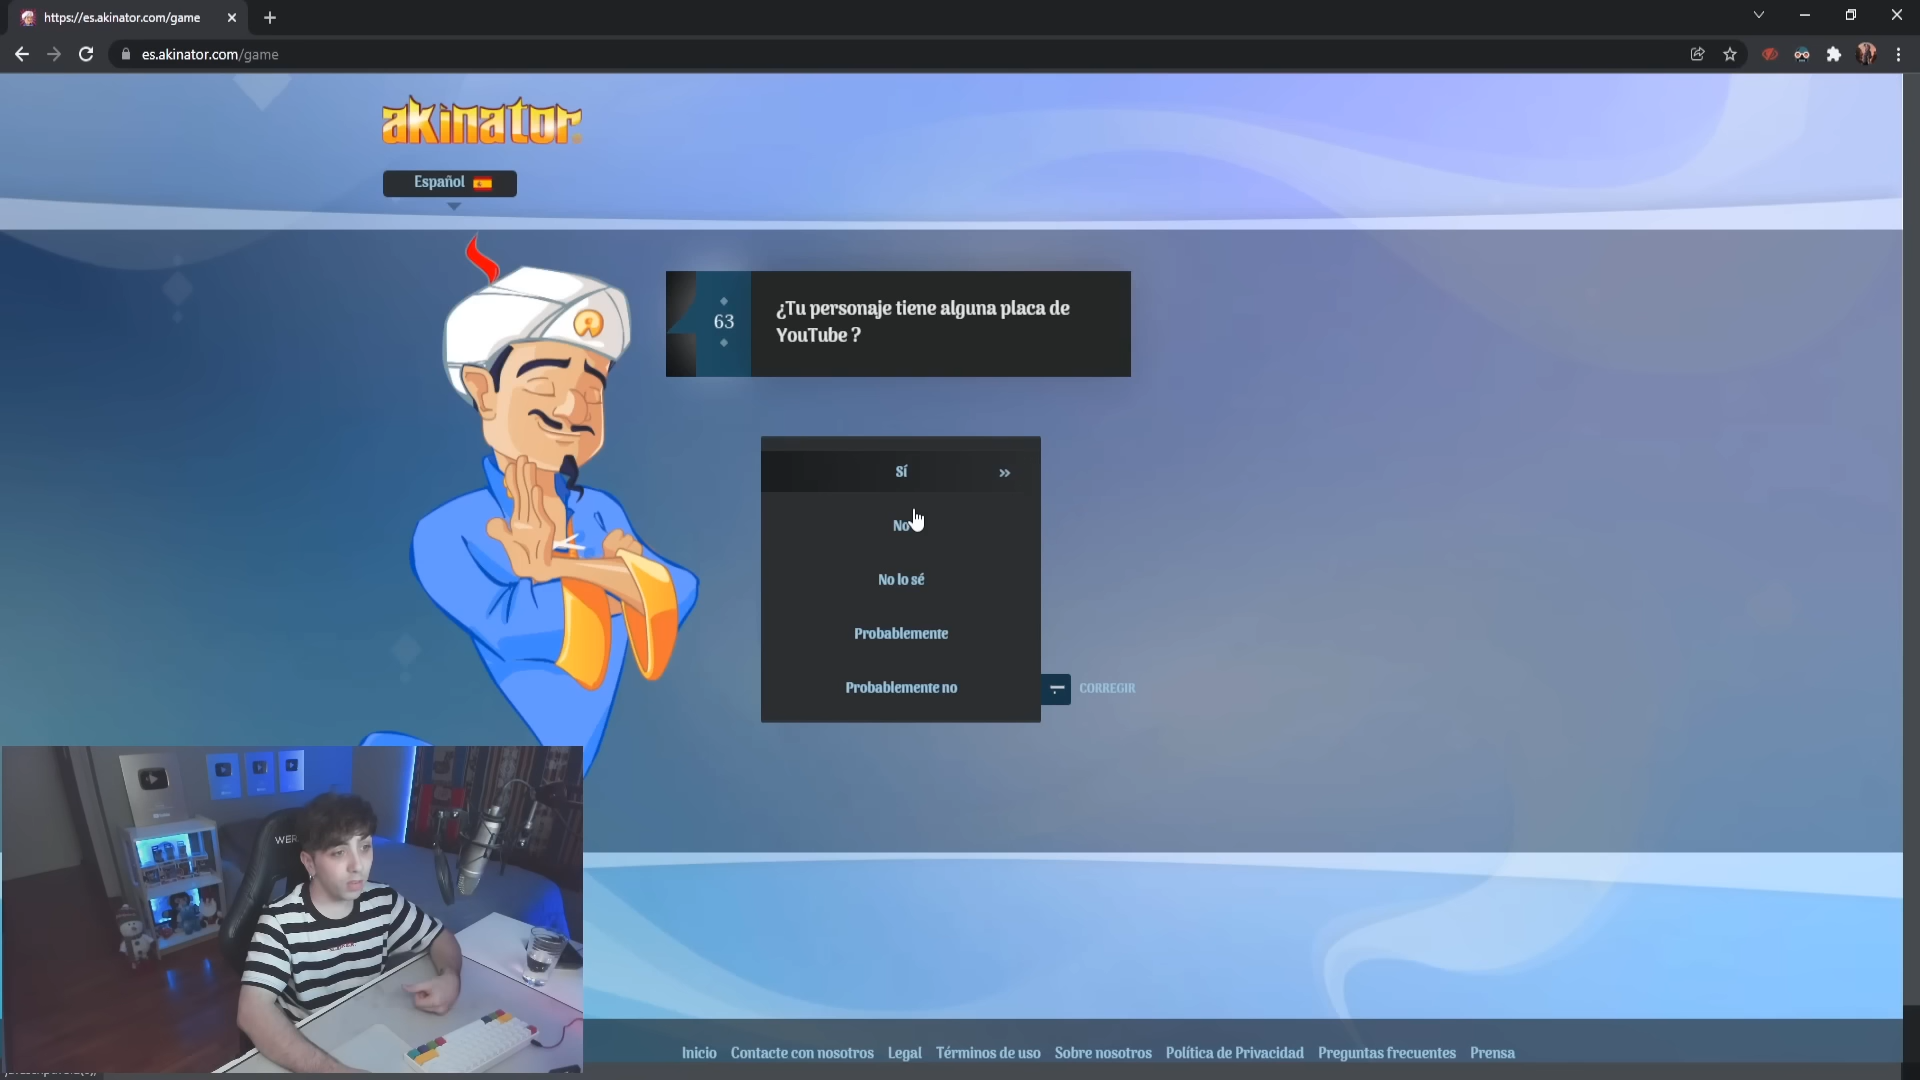 https://es.akinator.com/game
es.akinator.com/game
akinator
Español
63
¿Tu personaje tiene alguna placa de
YouTube ?
Sí
No
No lo sé
Probablemente
Probablemente no
CORREGIR
WER
Inicio Contacte con nosotros Legal Términos de uso Sobre nosotros Política de Privacidad Preguntas frecuentes Prensa